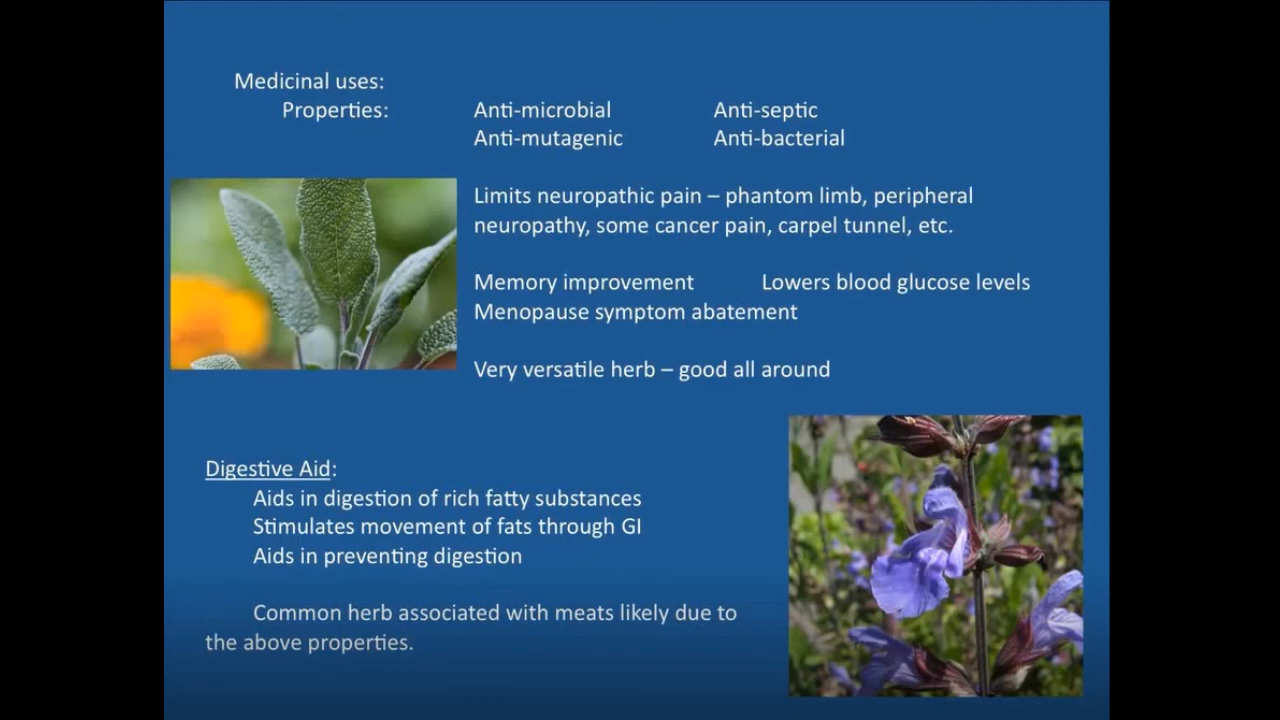 Medicinal uses:
Properties: Anti-microbial Anti-septic
Anti-mutagenic Anti-bacterial
Limits neuropathic pain – phantom limb, peripheral
neuropathy, some cancer pain, carpel tunnel, etc.
Memory improvement Lowers blood glucose levels
Menopause symptom abatement
Very versatile herb – good all around
Digestive Aid:
Aids in digestion of rich fatty substances
Stimulates movement of fats through GI
Aids in preventing digestion
Common herb associated with meats likely due to
the above properties.